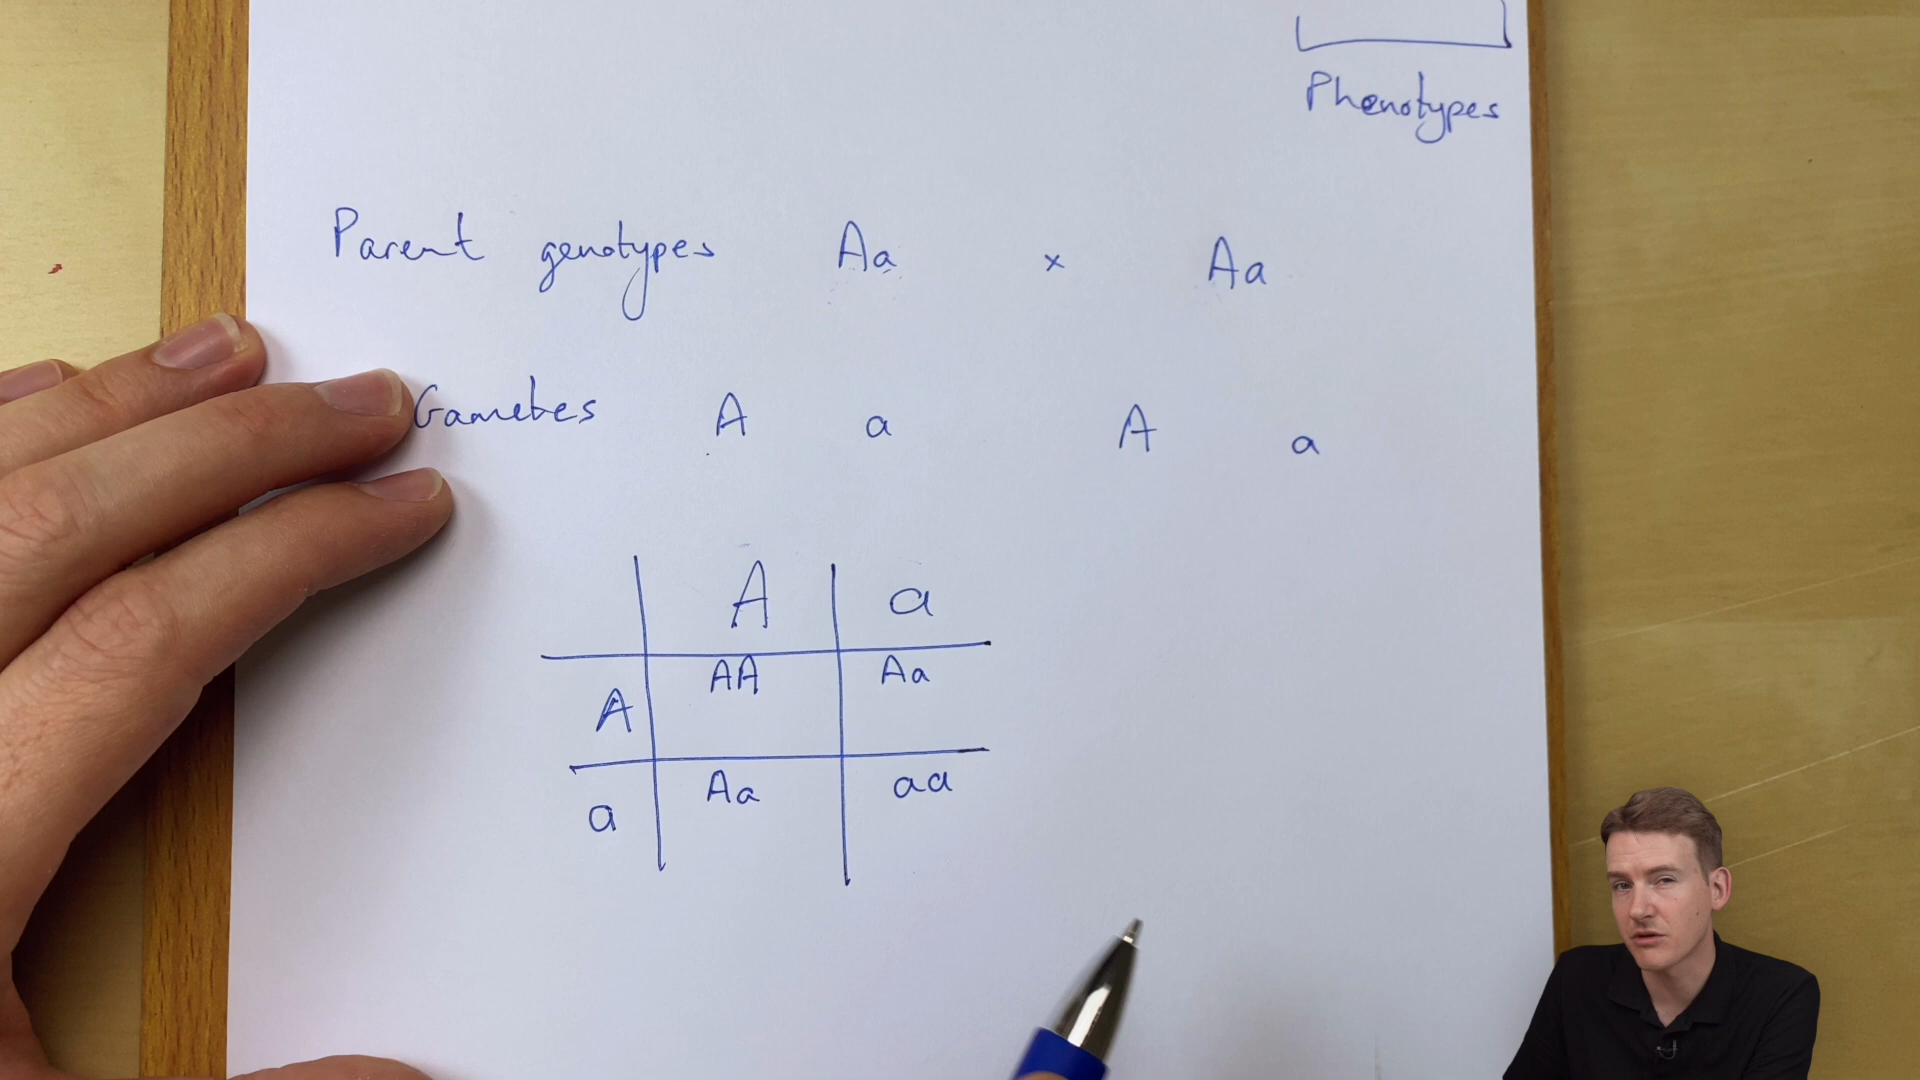 Phenotypes
Parent genotypes Aa x Aa
Gametes A a A a
A a
A AA Aa
a Aa aa